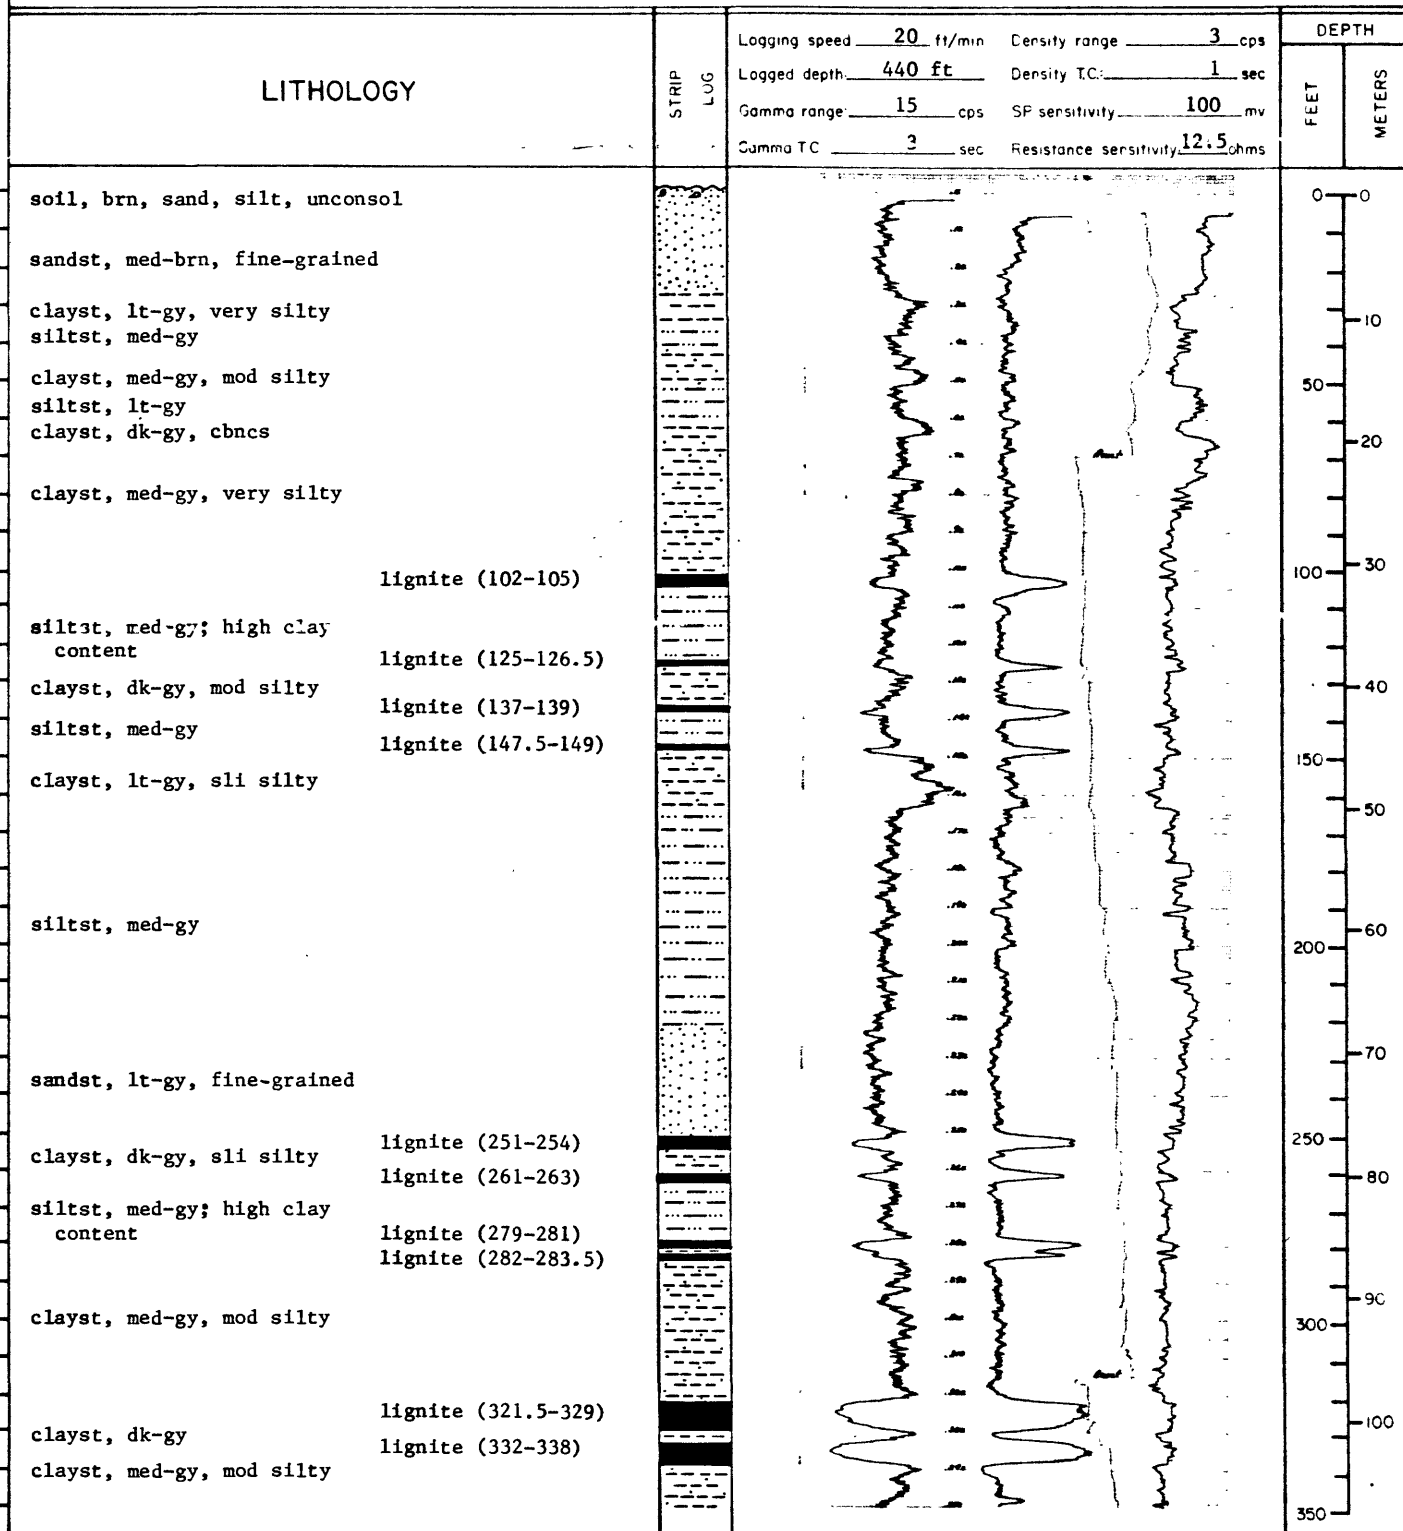 LITHOLOGY
STRIP LOG
Logging speed 20 ft/min Density range 3 cps
Logged depth 440 ft Density T.C. 1 sec
Gamma range 15 cps SP sensitivity 100 mv
Gamma TC 3 sec Resistance sensitivity 12.5 ohms
DEPTH
FEET
METERS
soil, brn, sand, silt, unconsol
0 0
sandst, med-brn, fine-grained
clayst, lt-gy, very silty
10
siltst, med-gy
clayst, med-gy, mod silty
50
siltst, lt-gy
clayst, dk-gy, cbncs
20
clayst, med-gy, very silty
30
lignite (102-105)
100
siltst, med-gy; high clay
content
lignite (125-126.5)
clayst, dk-gy, mod silty
40
lignite (137-139)
siltst, med-gy
lignite (147.5-149)
150
clayst, lt-gy, sli silty
50
siltst, med-gy
60
200
70
sandst, lt-gy, fine-grained
lignite (251-254)
250
clayst, dk-gy, sli silty
lignite (261-263)
80
siltst, med-gy; high clay
content
lignite (279-281)
lignite (282-283.5)
90
clayst, med-gy, mod silty
300
lignite (321.5-329)
100
clayst, dk-gy
lignite (332-338)
clayst, med-gy, mod silty
350